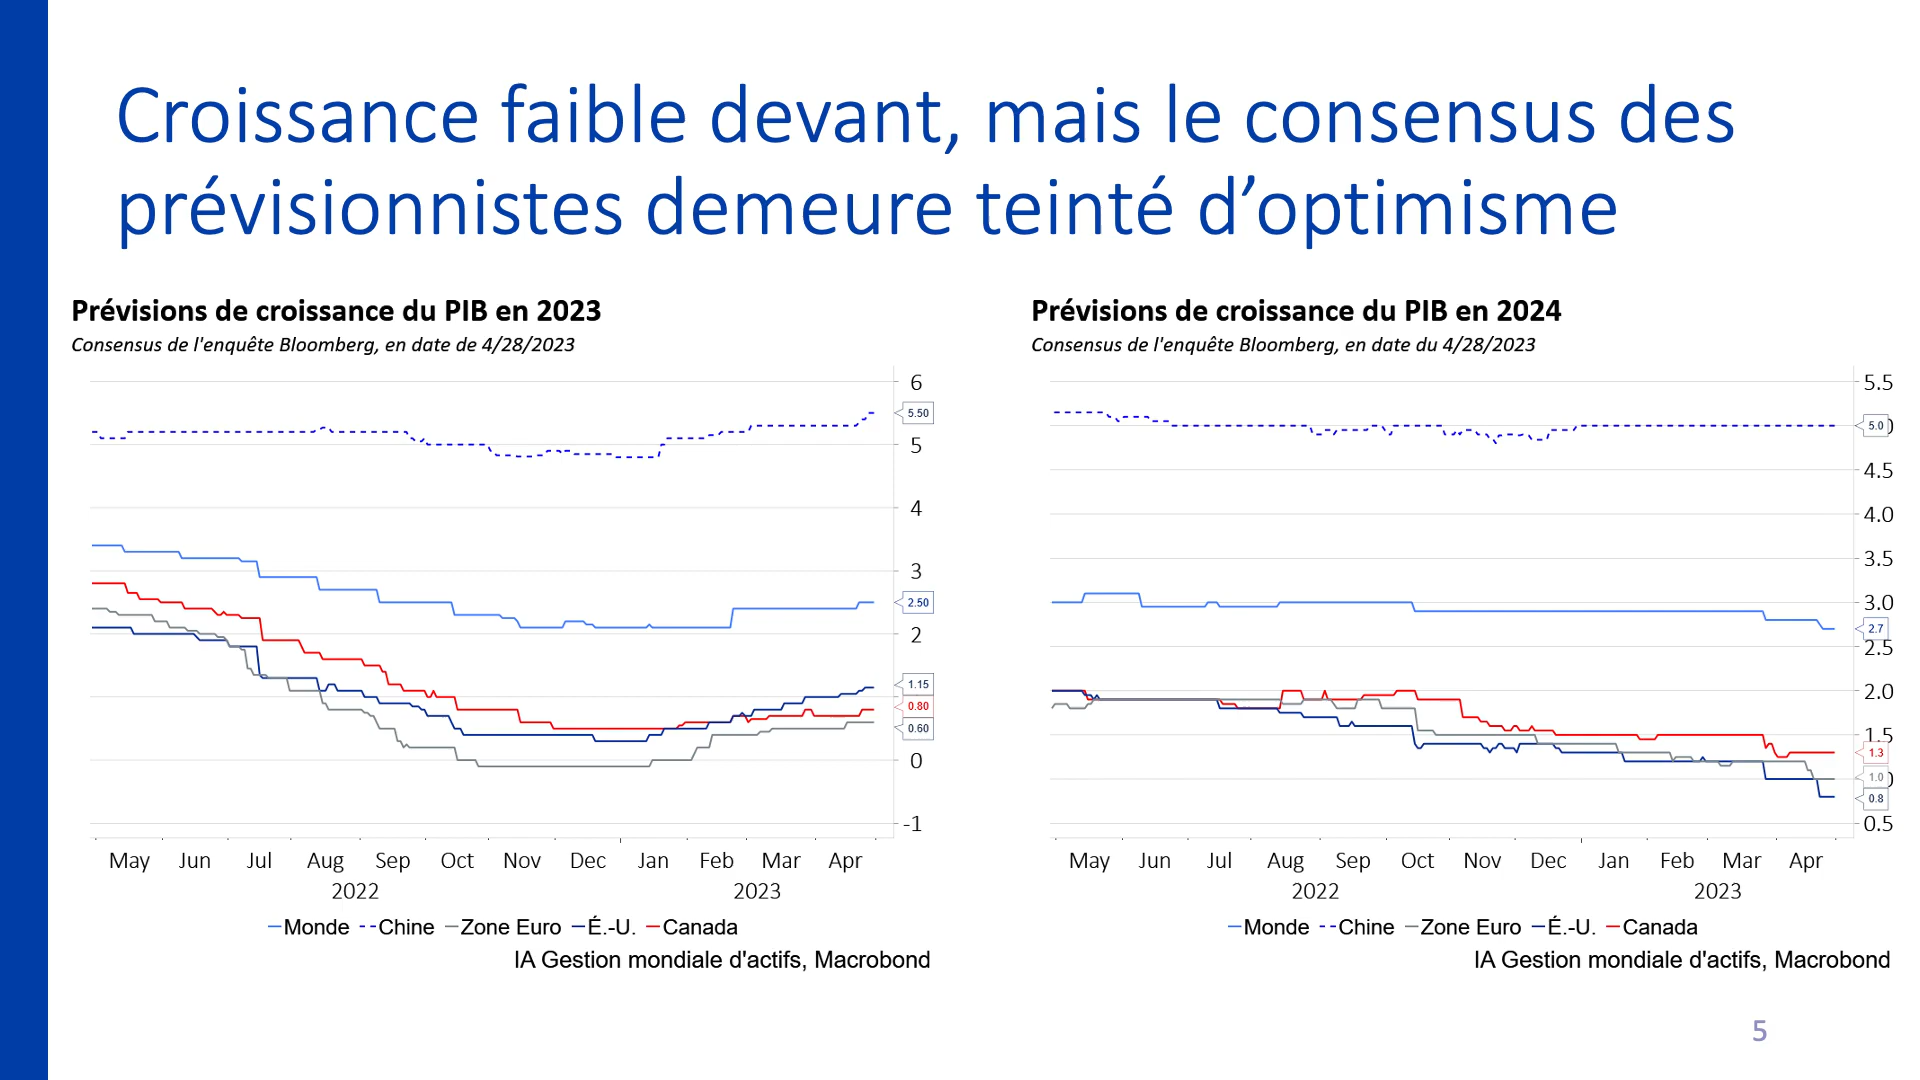 Croissance faible devant, mais le consensus des
prévisionnistes demeure teinté d’optimisme
Prévisions de croissance du PIB en 2023
Consensus de l'enquête Bloomberg, en date de 4/28/2023
6
5.50
5
4
3
2.50
2
1.15
0.80
0.60
0
-1
May Jun Jul Aug Sep Oct Nov Dec Jan Feb Mar Apr
2022 2023
Monde Chine Zone Euro É.-U. Canada
IA Gestion mondiale d'actifs, Macrobond
Prévisions de croissance du PIB en 2024
Consensus de l'enquête Bloomberg, en date du 4/28/2023
5.5
5.0
4.5
4.0
3.5
3.0
2.7
2.5
2.0
1.5
1.3
1.0
0.8
0.5
May Jun Jul Aug Sep Oct Nov Dec Jan Feb Mar Apr
2022 2023
Monde Chine Zone Euro É.-U. Canada
IA Gestion mondiale d'actifs, Macrobond
5